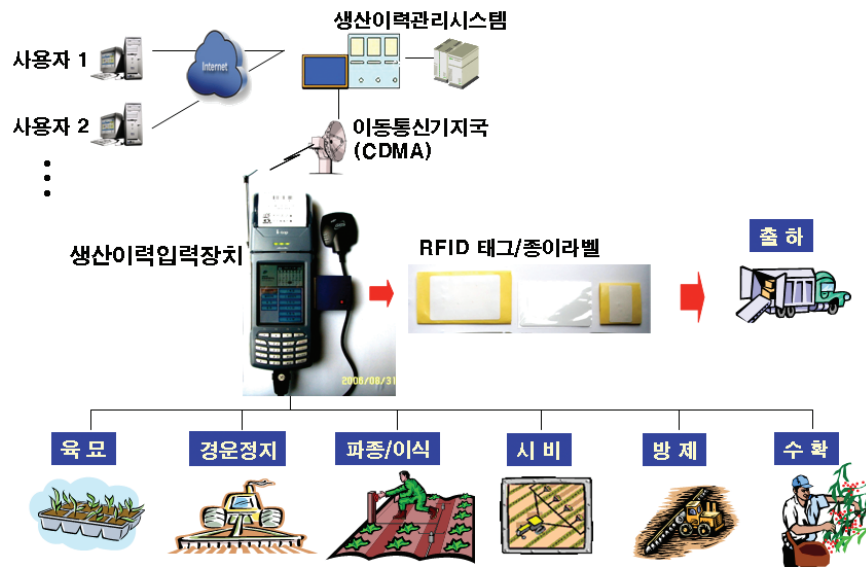 생산이력관리시스템
사용자 1
Internet
사용자 2
이동통신기지국
(CDMA)
생산이력입력장치
RFID 태그/종이라벨
출 하
2006/08/31
육 묘
경운정지
파종/이식
시 비
방 제
수 확